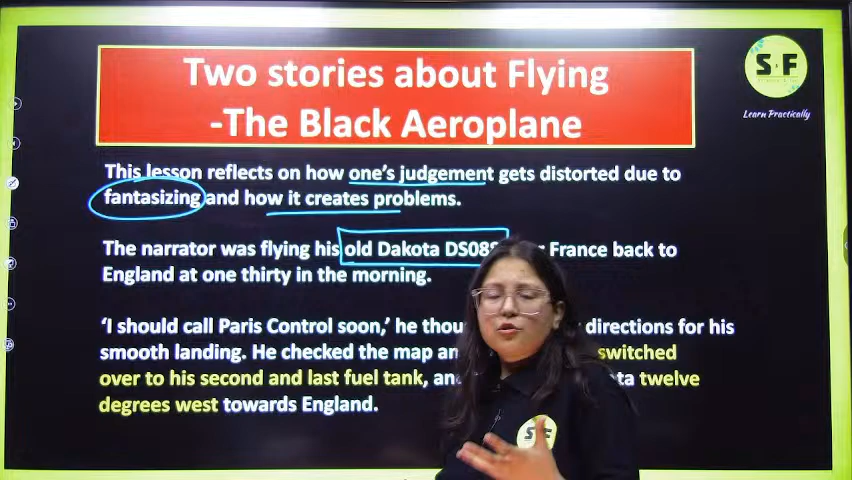 Two stories about Flying
-The Black Aeroplane
S F
Learn Practically
This lesson reflects on how one's judgement gets distorted due to
fantasizing and how it creates problems.
The narrator was flying his old Dakota DS088 France back to
England at one thirty in the morning.
'I should call Paris Control soon,' he directions for his
smooth landing. He checked the map switched
over to his second and last fuel tank, twelve
degrees west towards England.
S F